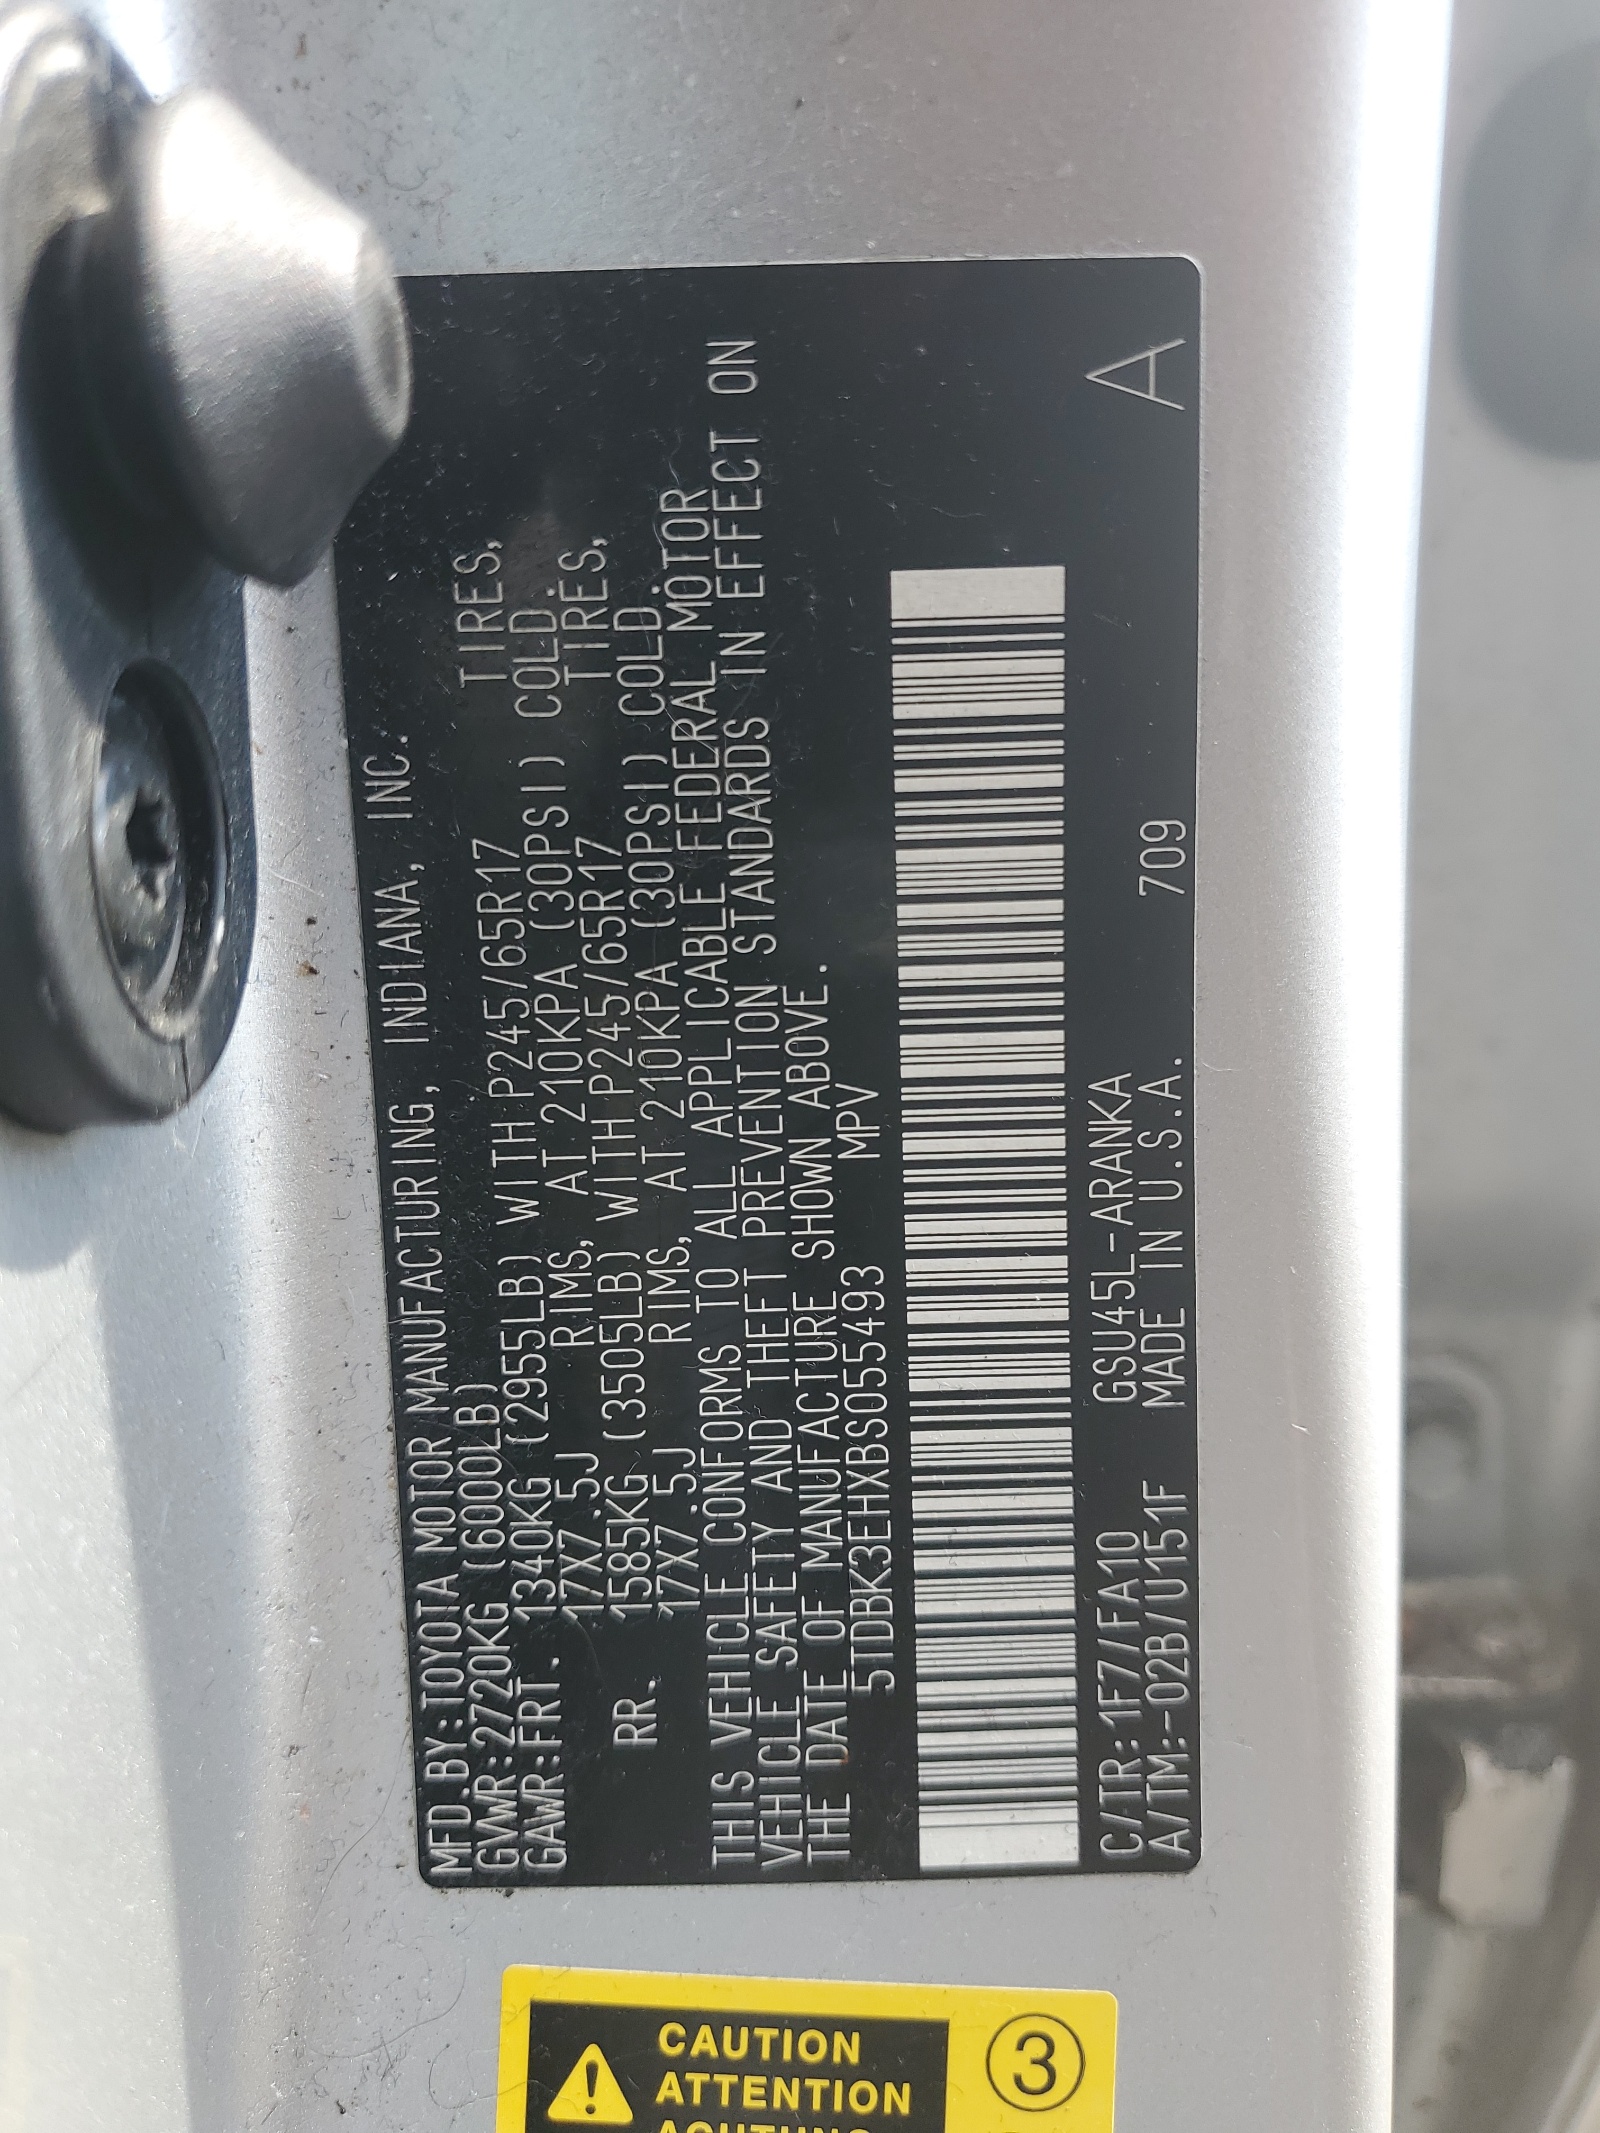 MFD.BY:TOYOTA MOTOR MANUFACTURING, INDIANA, INC.
GVWR:2720KG (6000LB)
GAWR:FRT. 1340KG (2955LB) WITH P245/65R17 TIRES,
17X7.5J RIMS, AT 210KPA (30PSI) COLD.
RR. 1585KG (3505LB) WITH P245/65R17 TIRES,
17X7.5J RIMS, AT 210KPA (30PSI) COLD.
THIS VEHICLE CONFORMS TO ALL APPLICABLE FEDERAL MOTOR
VEHICLE SAFETY AND THEFT PREVENTION STANDARDS IN EFFECT ON
THE DATE OF MANUFACTURE SHOWN ABOVE.
5TDBK3EHXBS055493 MPV
C/TR:1F7/FA10 GSU45L-ARANKA
A/TM:-02B/U151F MADE IN U.S.A. 709
A
CAUTION
ATTENTION
ACHTUNG
3